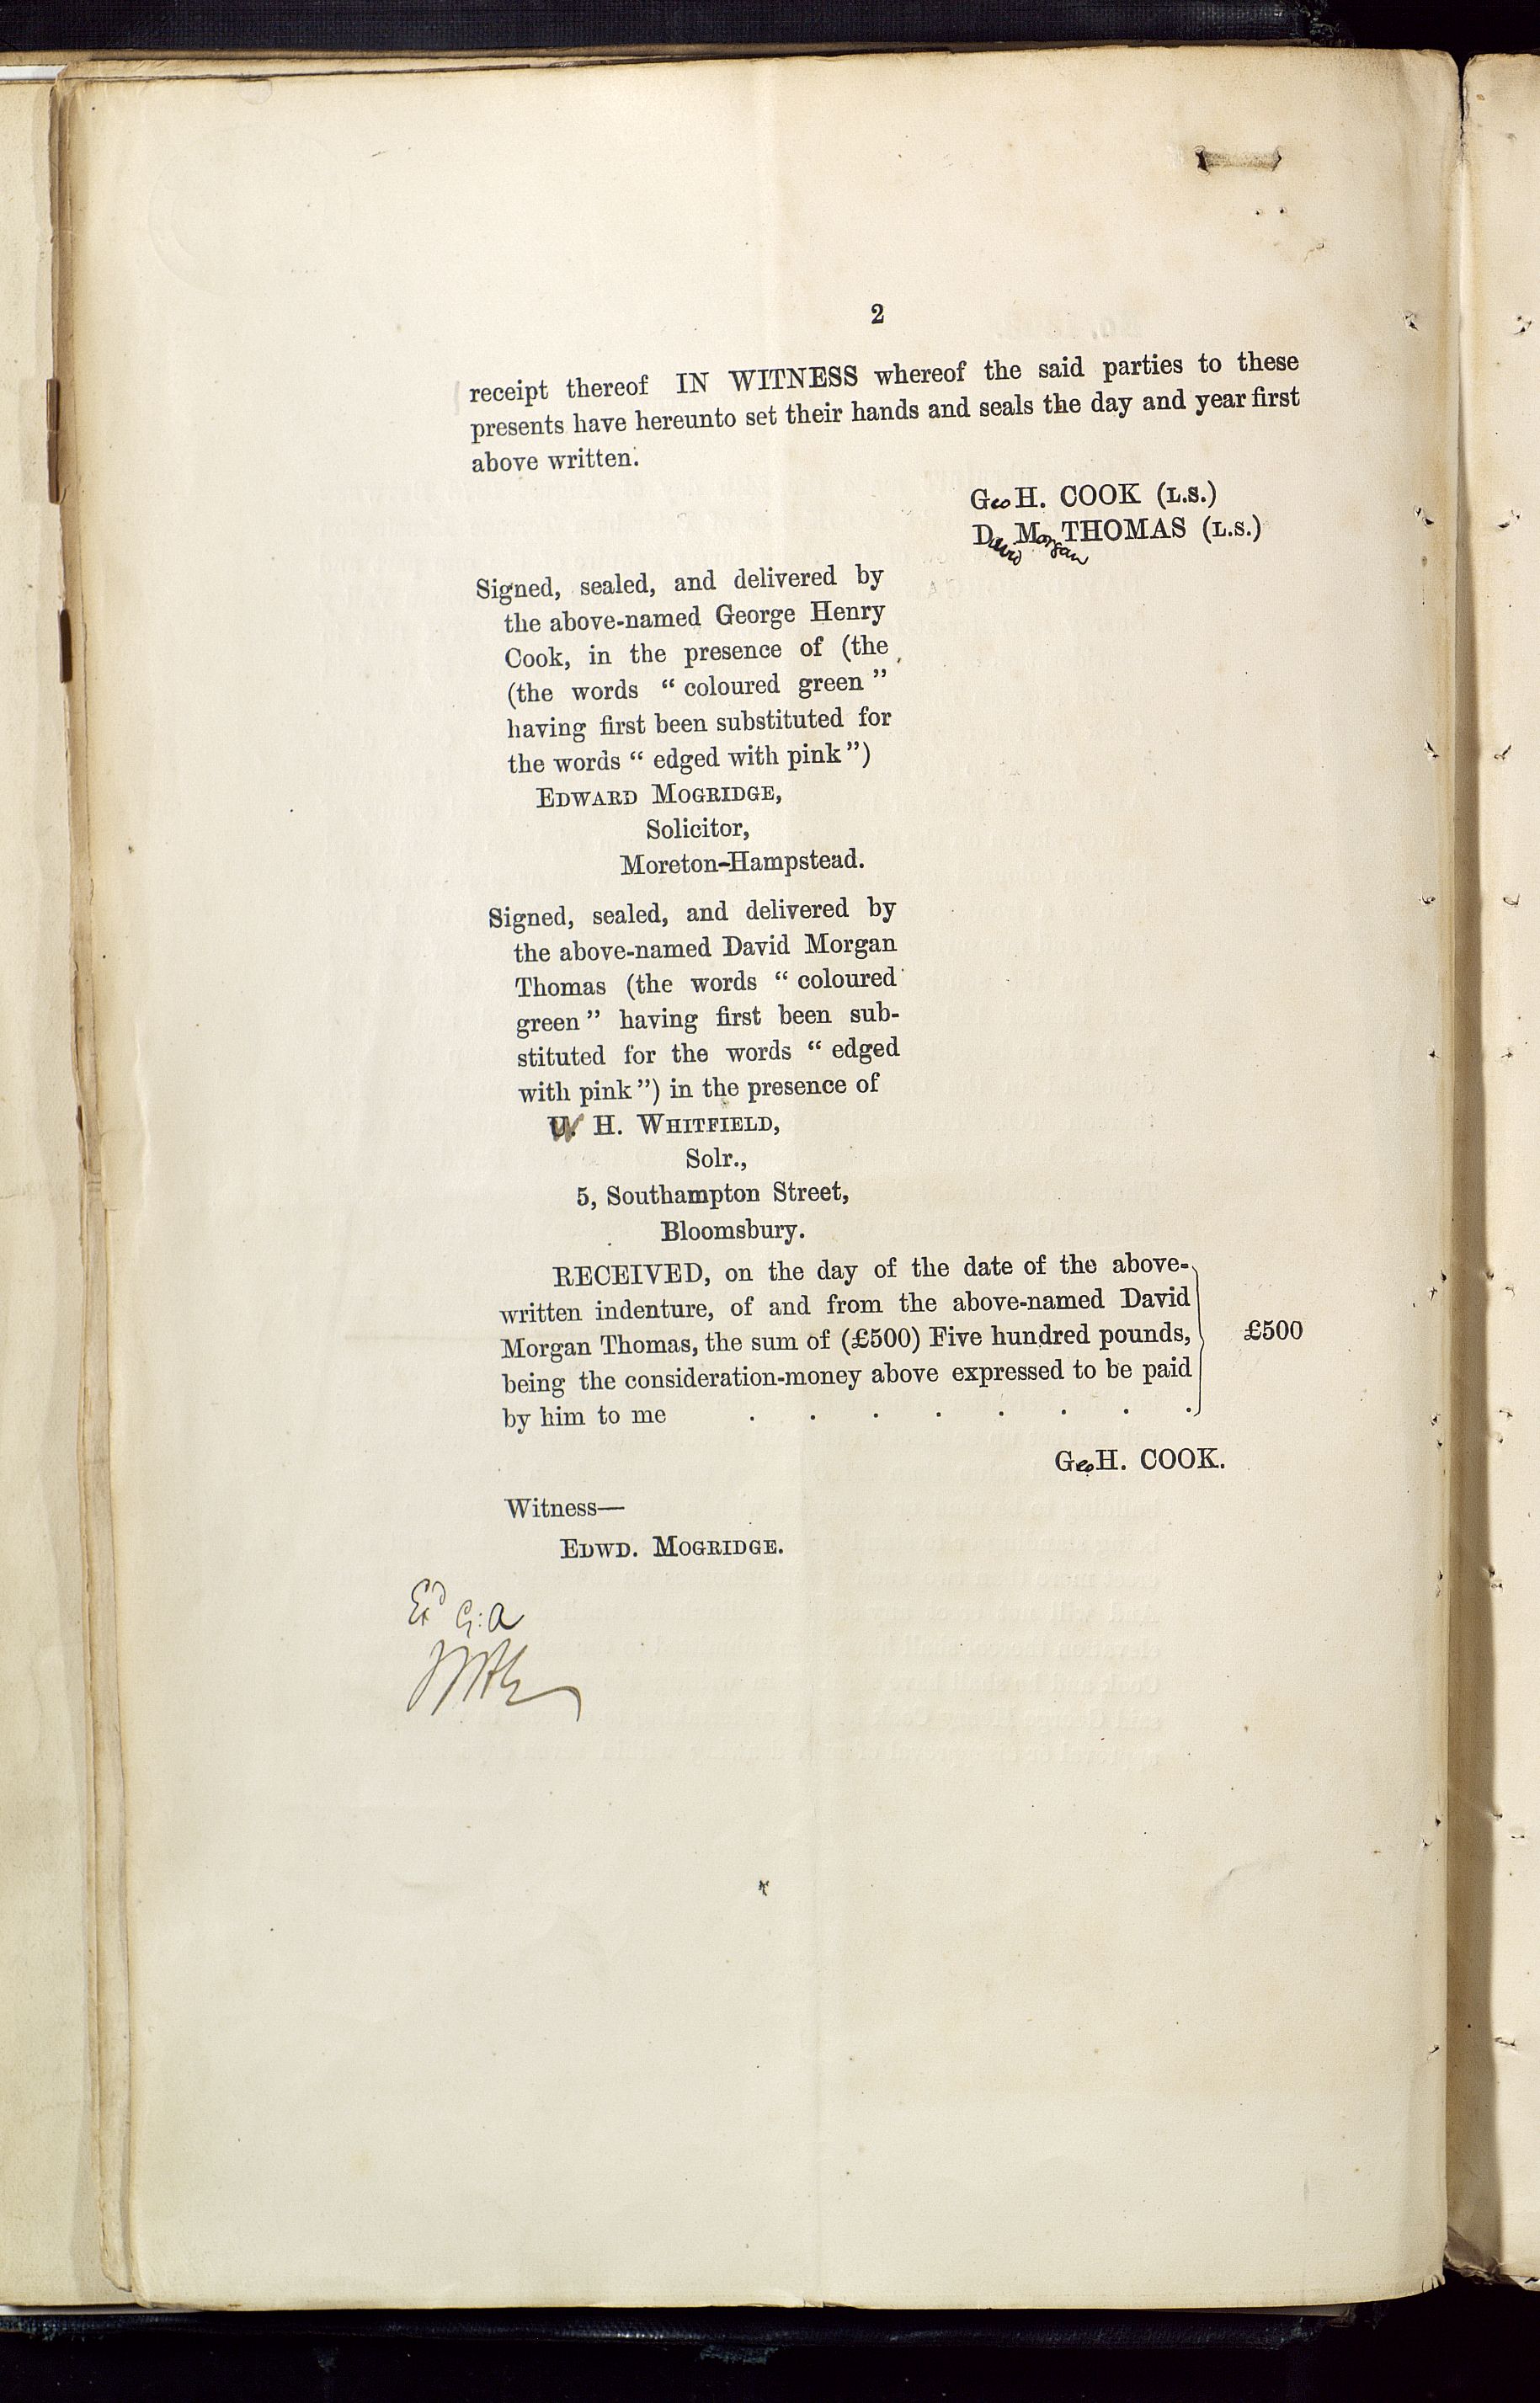 2
receipt thereof IN WITNESS whereof the said parties to these
presents have hereunto set their hands and seals the day and year first
above written.
Geo H. COOK (L.S.)
David Morgan THOMAS (L.S.)
Signed, sealed, and delivered by
the above-named George Henry
Cook, in the presence of (the
(the words “ coloured green ”
having first been substituted for
the words “ edged with pink ”)
EDWARD MOGRIDGE,
Solicitor,
Moreton-Hampstead.
Signed, sealed, and delivered by
the above-named David Morgan
Thomas (the words “ coloured
green ” having first been sub-
stituted for the words “ edged
with pink ”) in the presence of
W. H. WHITFIELD,
Solr.,
5, Southampton Street,
Bloomsbury.
RECEIVED, on the day of the date of the above-
written indenture, of and from the above-named David
Morgan Thomas, the sum of (£500) Five hundred pounds, £500
being the consideration-money above expressed to be paid
by him to me . . . . . . . .
Geo H. COOK.
Witness—
EDWD. MOGRIDGE.
Exd G:a